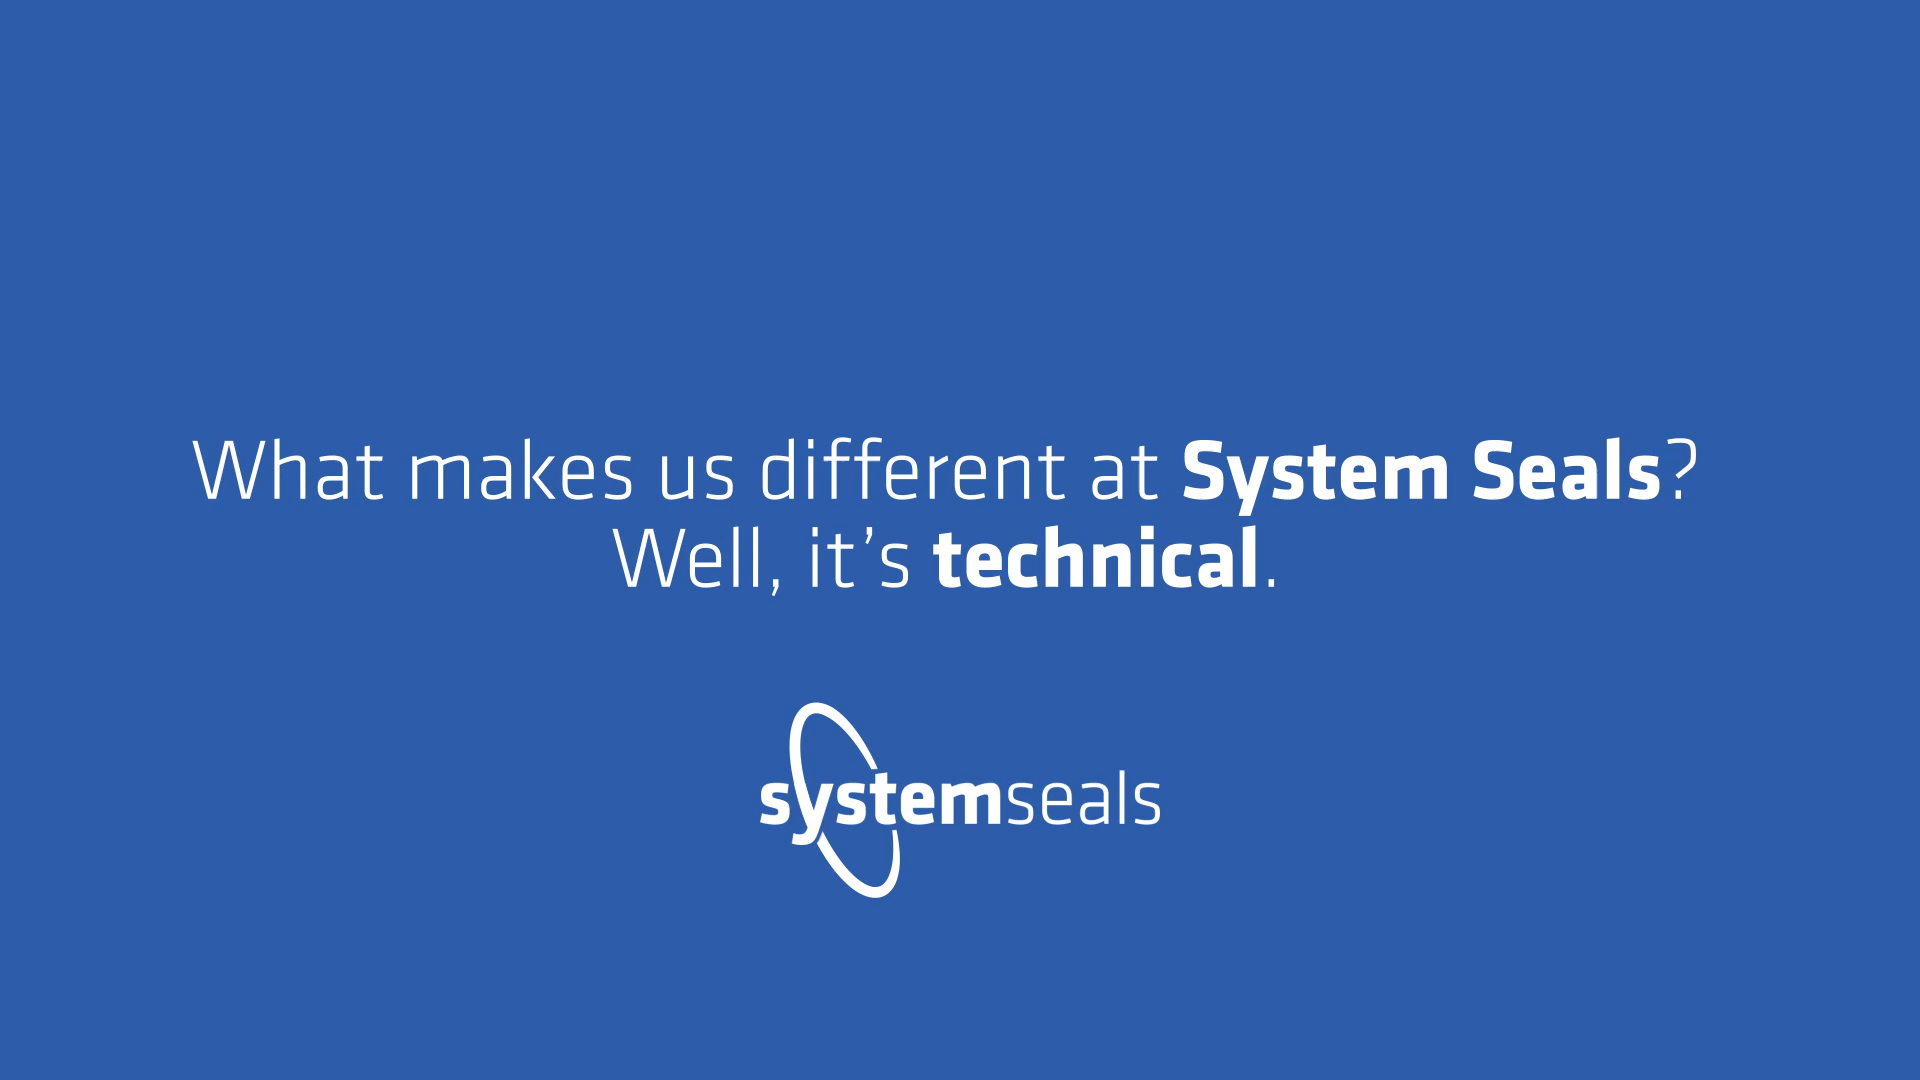 What makes us different at System Seals?
Well, it’s technical.
systemseals